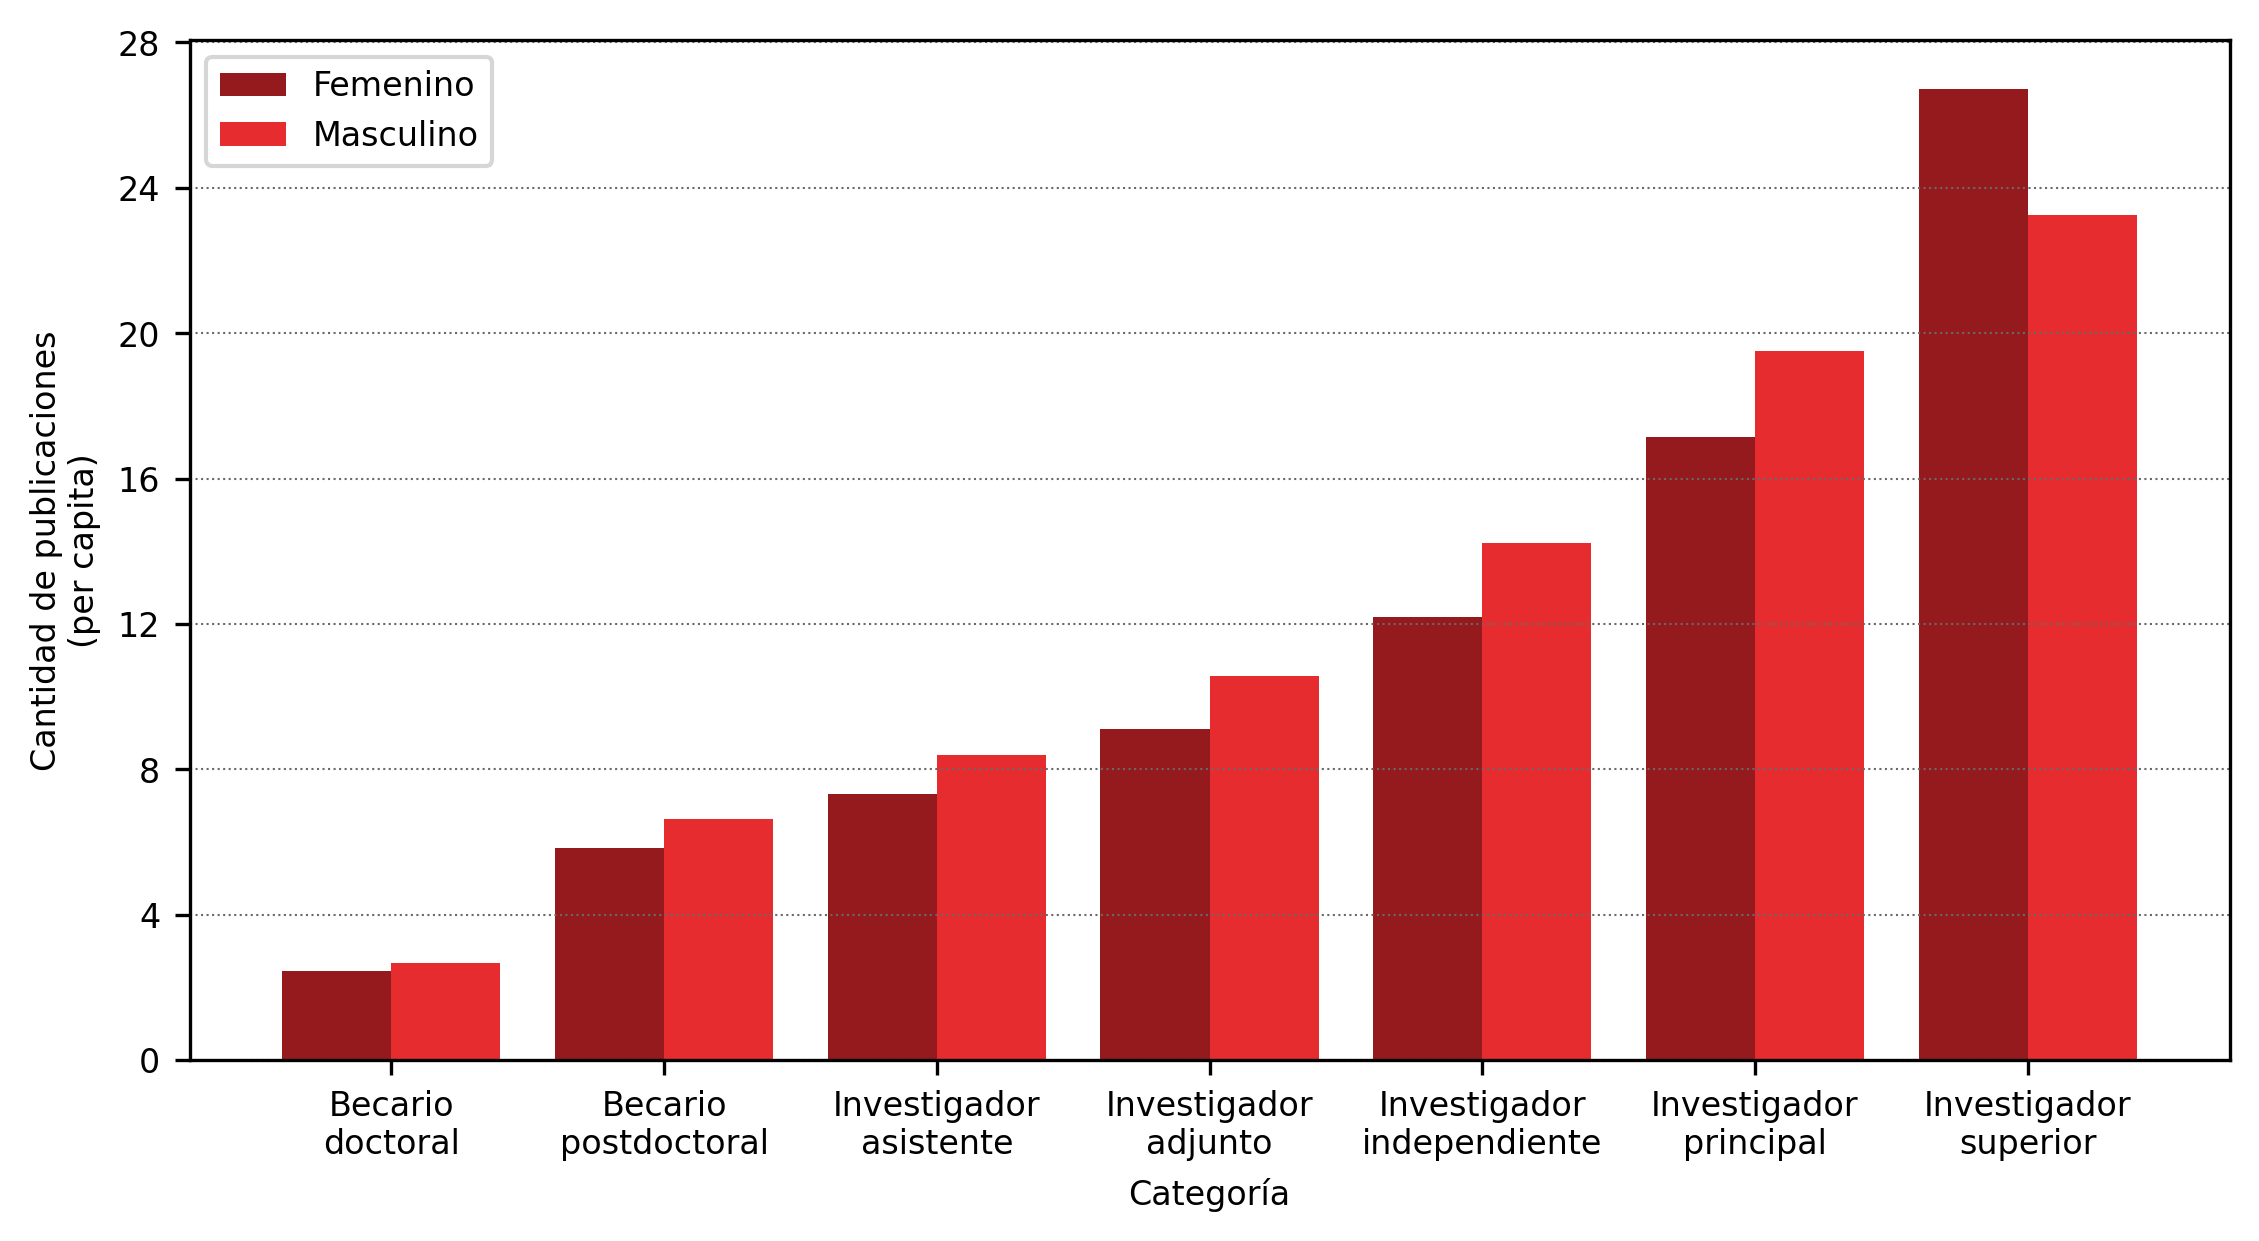 Femenino
Masculino
28
24
20
16
12
8
4
0
Cantidad de publicaciones
(per capita)
Becario
doctoral
Becario
postdoctoral
Investigador
asistente
Investigador
adjunto
Investigador
independiente
Investigador
principal
Investigador
superior
Categoría